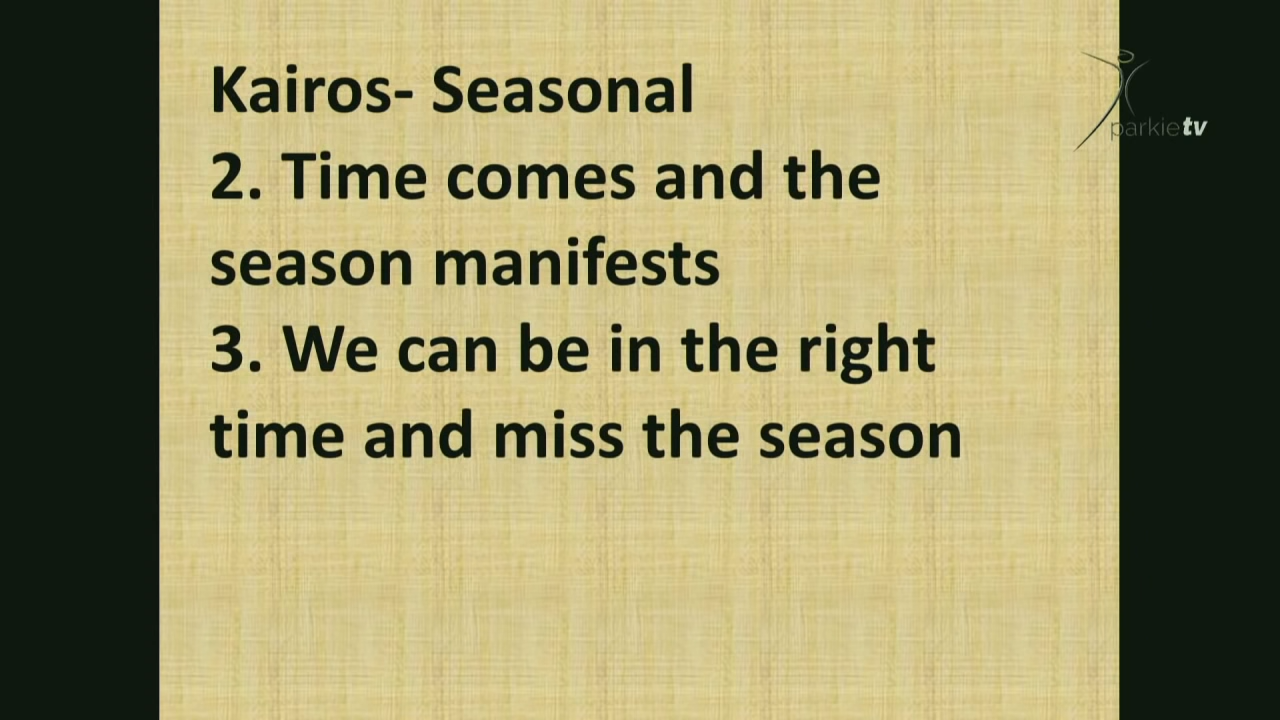 Kairos- Seasonal
2. Time comes and the
season manifests
3. We can be in the right
time and miss the season
parkietv